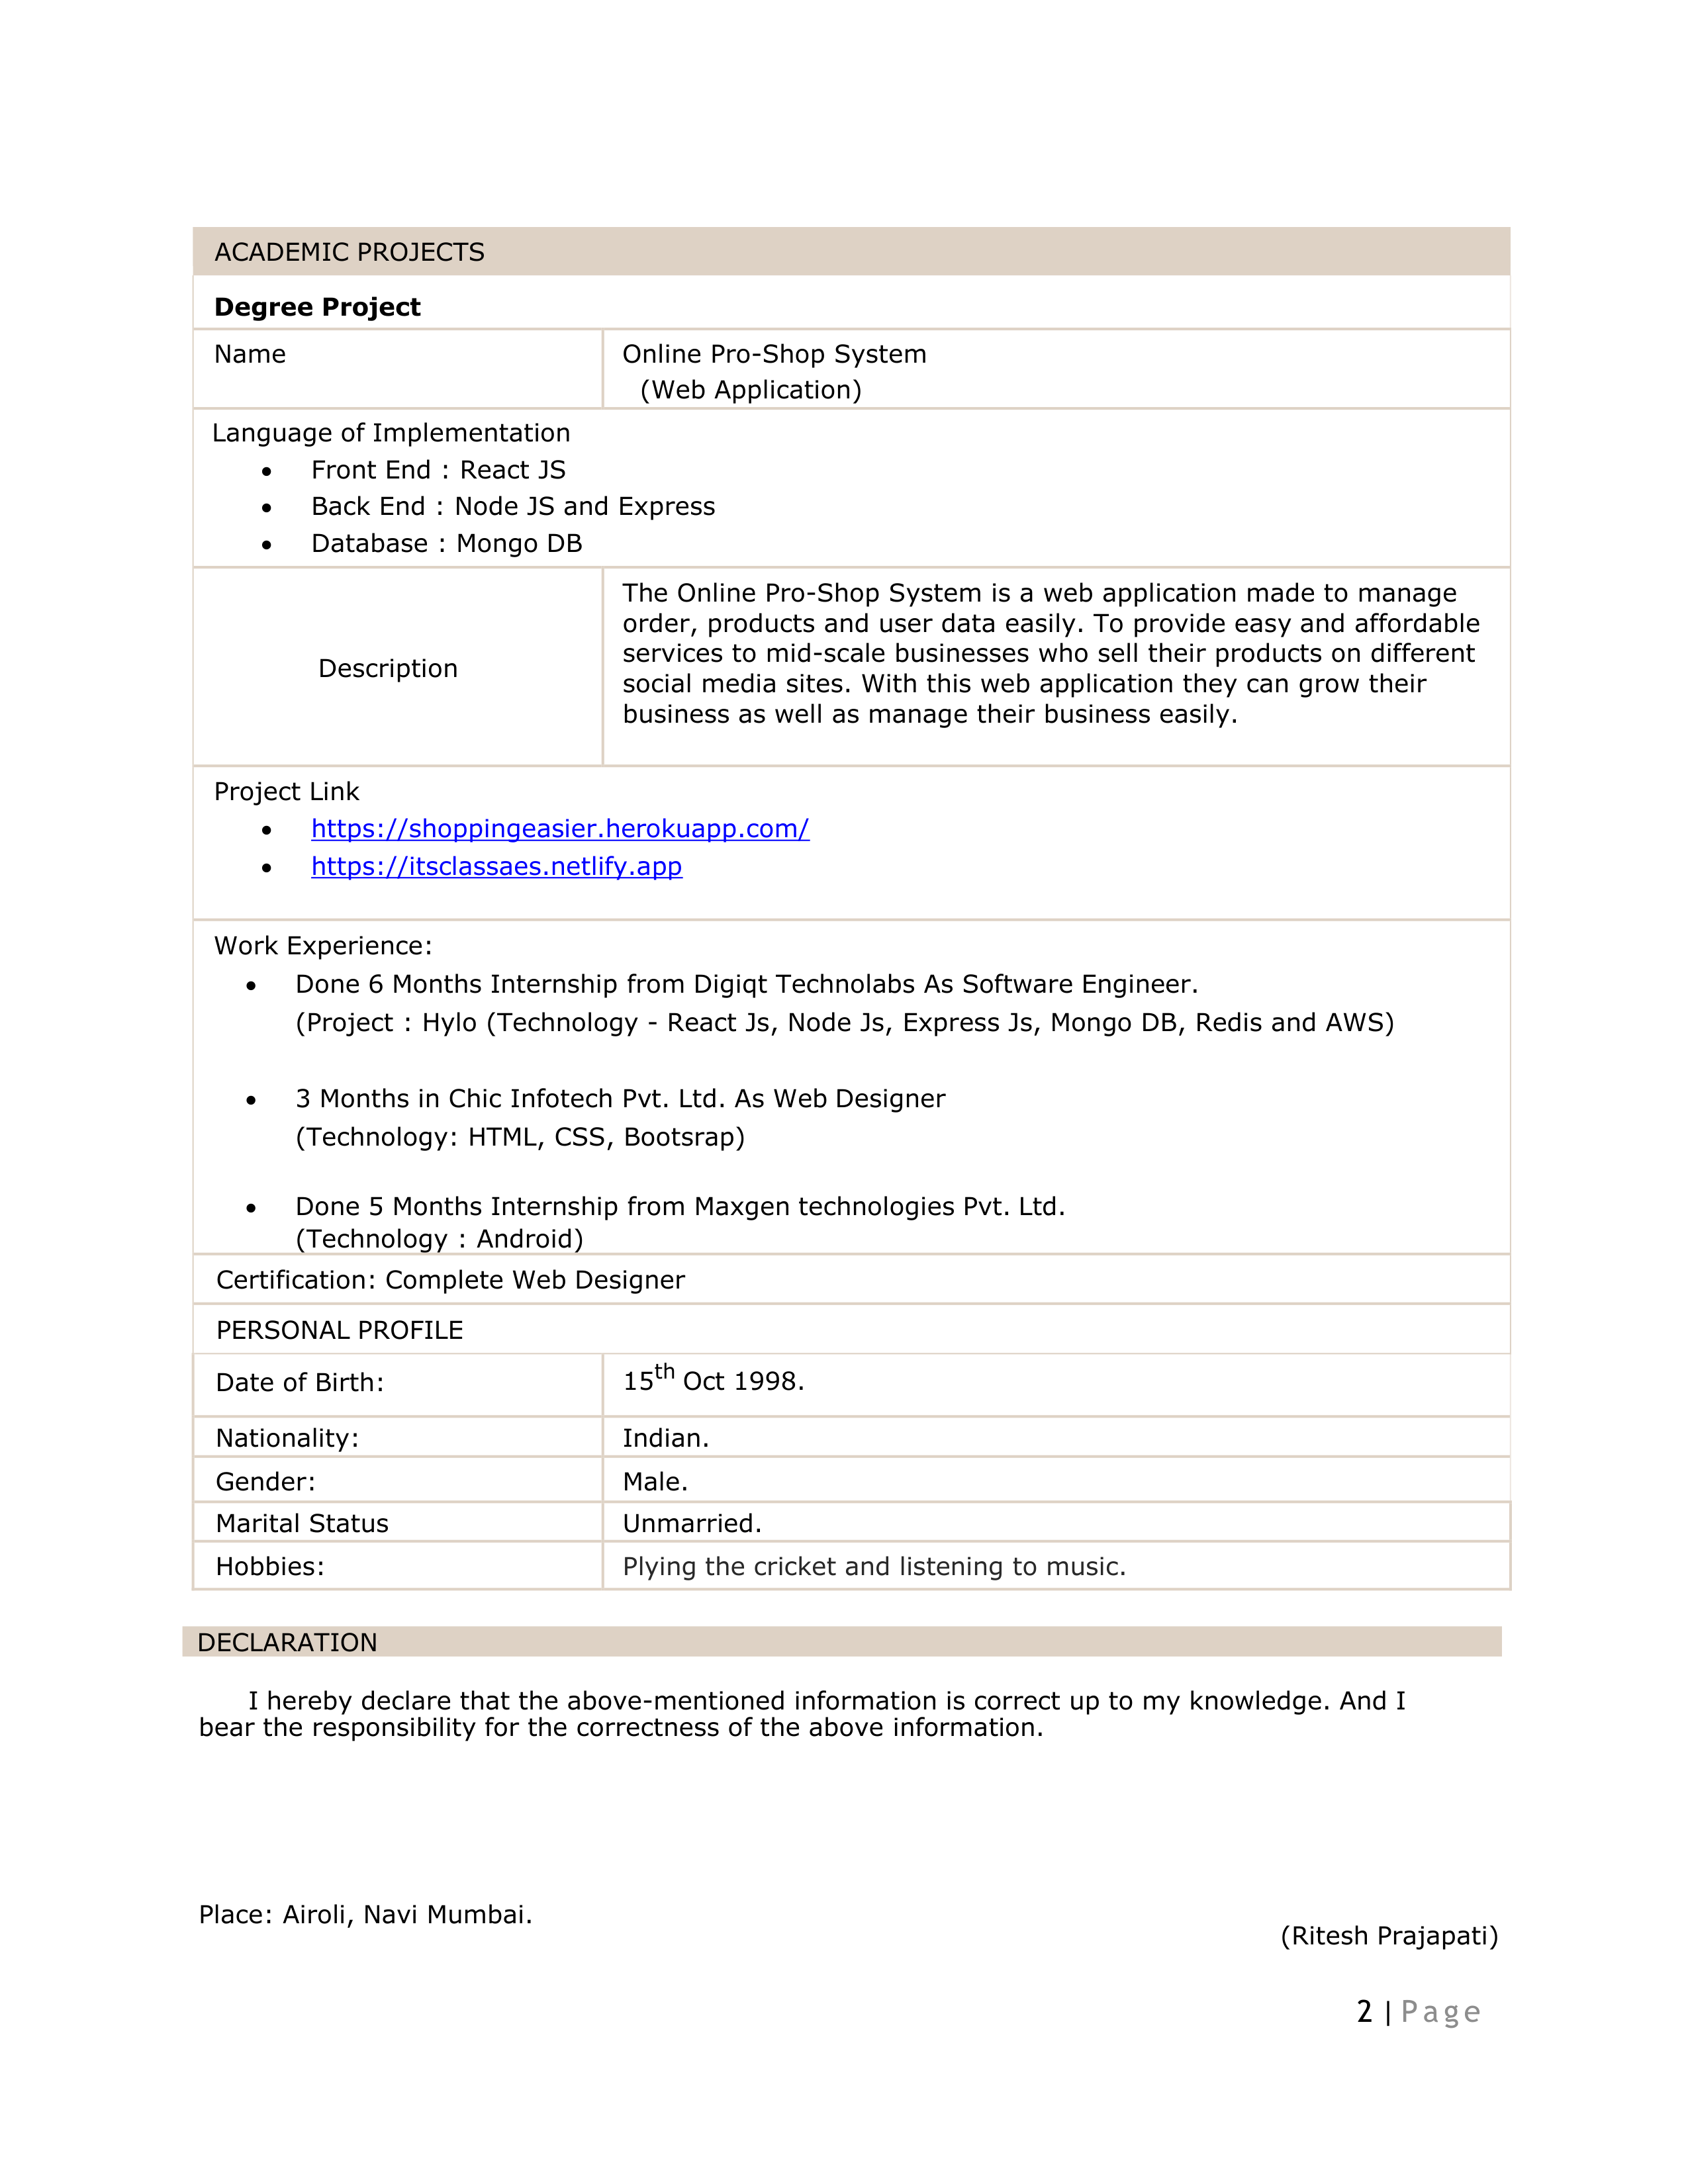 ACADEMIC PROJECTS
Degree Project
Name
Online Pro-Shop System
(Web Application)
Language of Implementation
• Front End : React JS
• Back End : Node JS and Express
• Database : Mongo DB
Description
The Online Pro-Shop System is a web application made to manage
order, products and user data easily. To provide easy and affordable
services to mid-scale businesses who sell their products on different
social media sites. With this web application they can grow their
business as well as manage their business easily.
Project Link
• https://shoppingeasier.herokuapp.com/
• https://itsclassaes.netlify.app
Work Experience:
• Done 6 Months Internship from Digiqt Technolabs As Software Engineer.
(Project : Hylo (Technology - React Js, Node Js, Express Js, Mongo DB, Redis and AWS)
• 3 Months in Chic Infotech Pvt. Ltd. As Web Designer
(Technology: HTML, CSS, Bootsrap)
• Done 5 Months Internship from Maxgen technologies Pvt. Ltd.
(Technology : Android)
Certification: Complete Web Designer
PERSONAL PROFILE
Date of Birth: 15th Oct 1998.
Nationality: Indian.
Gender: Male.
Marital Status Unmarried.
Hobbies: Plying the cricket and listening to music.
DECLARATION
I hereby declare that the above-mentioned information is correct up to my knowledge. And I
bear the responsibility for the correctness of the above information.
Place: Airoli, Navi Mumbai.
(Ritesh Prajapati)
2 | Page